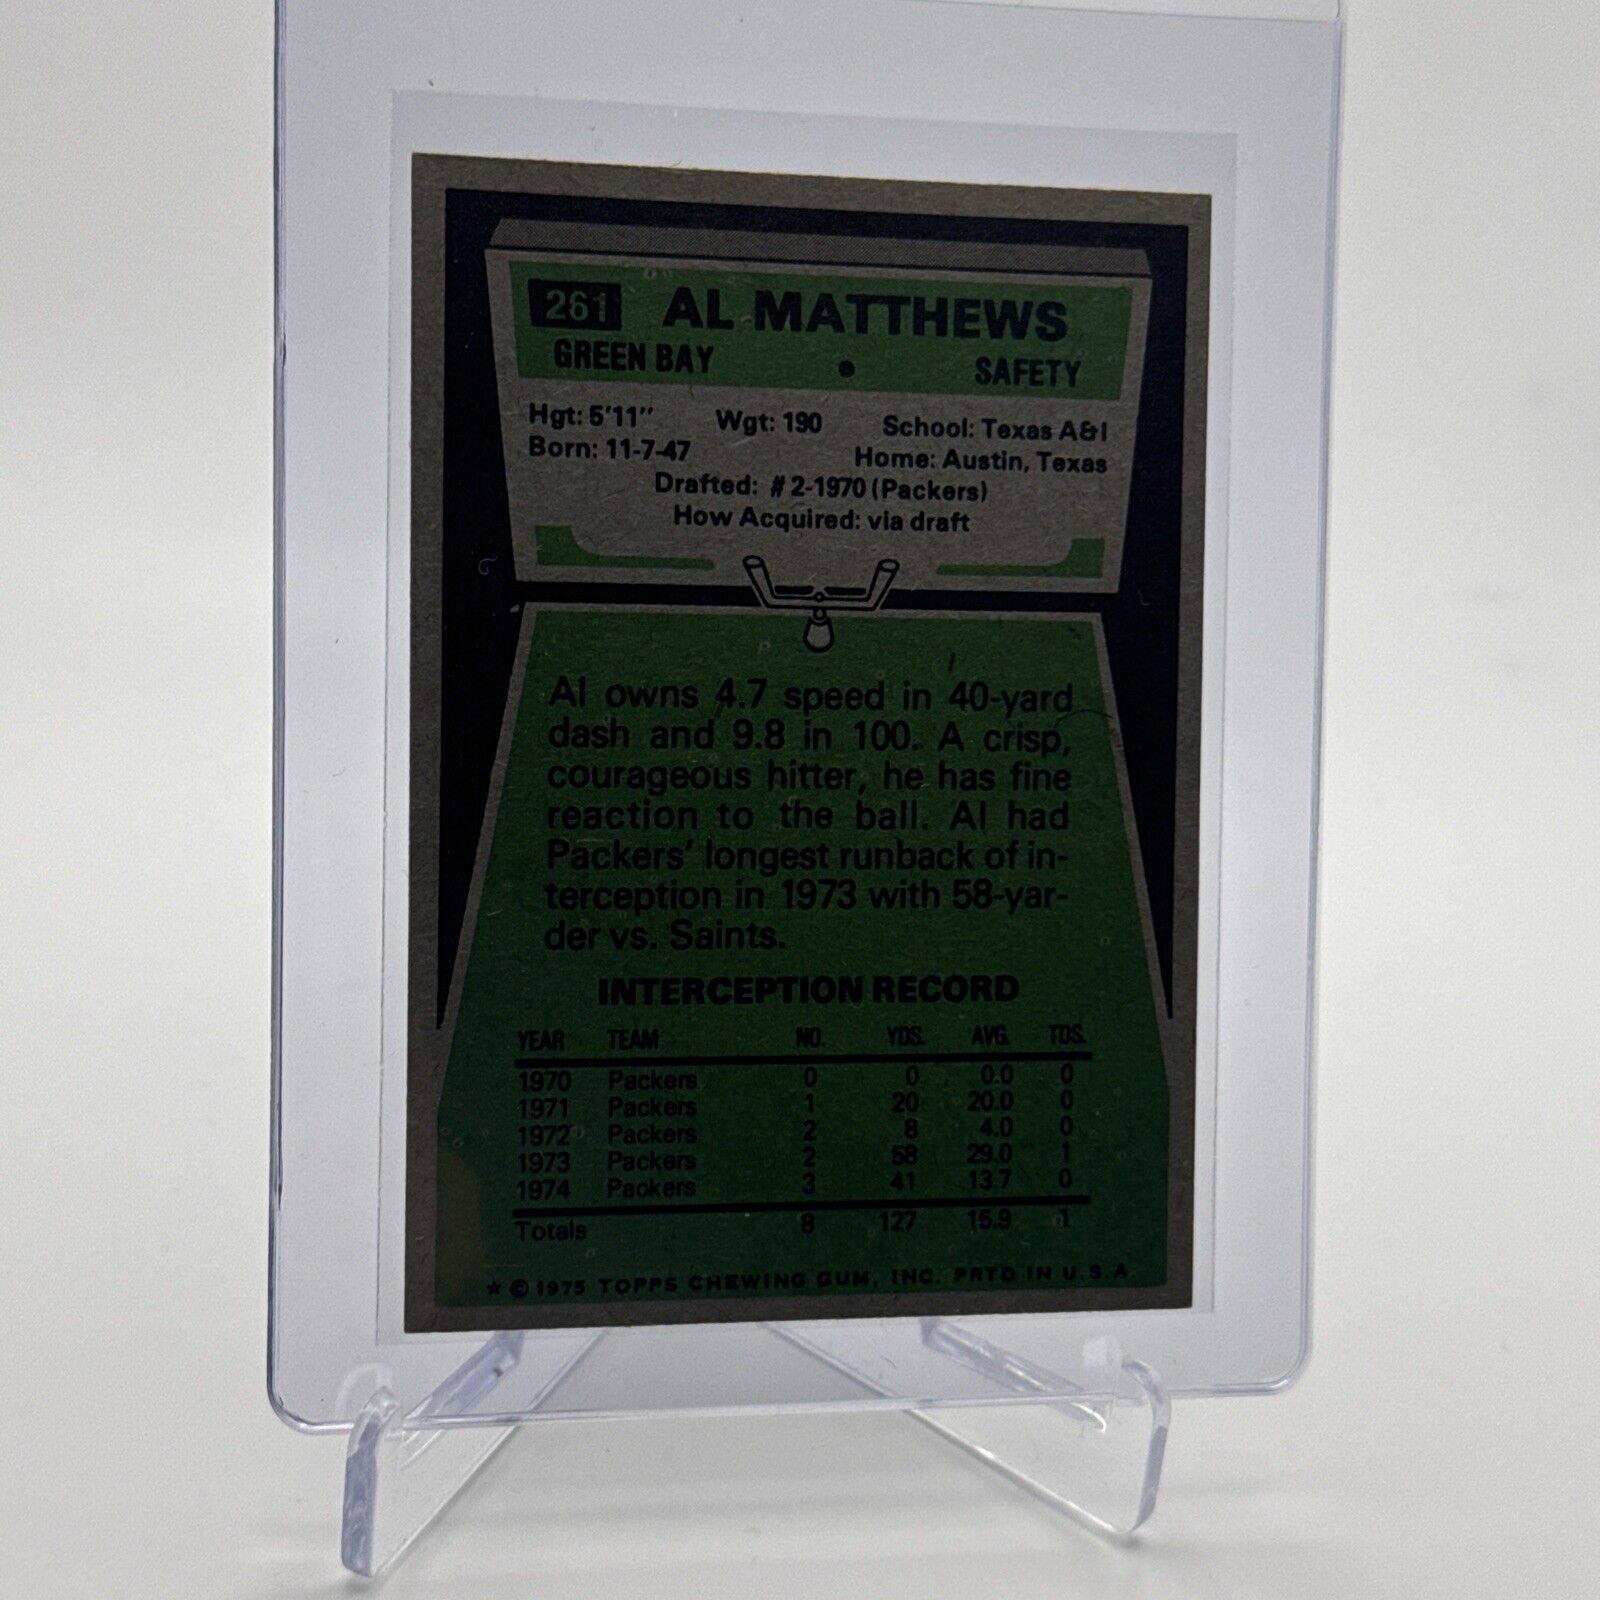 261 AL MATTHEWS
GREEN BAY • SAFETY
Hgt: 5'11" Wgt: 190 School: Texas A&I
Born: 11-7-47 Home: Austin, Texas
Drafted: # 2-1970 (Packers)
How Acquired: via draft
Al owns 4.7 speed in 40-yard
dash and 9.8 in 100. A crisp,
courageous hitter, he has fine
reaction to the ball. Al had
Packers' longest runback of in-
terception in 1973 with 58-yar-
der vs. Saints.
INTERCEPTION RECORD
YEAR TEAM NO. YDS. AVG. TDS.
1970 Packers 0 0 0.0 0
1971 Packers 1 20 20.0 0
1972 Packers 2 8 4.0 0
1973 Packers 2 58 29.0 1
1974 Packers 3 41 13.7 0
Totals 8 127 15.9 1
★ © 1975 TOPPS CHEWING GUM, INC. PRTD IN U.S.A.